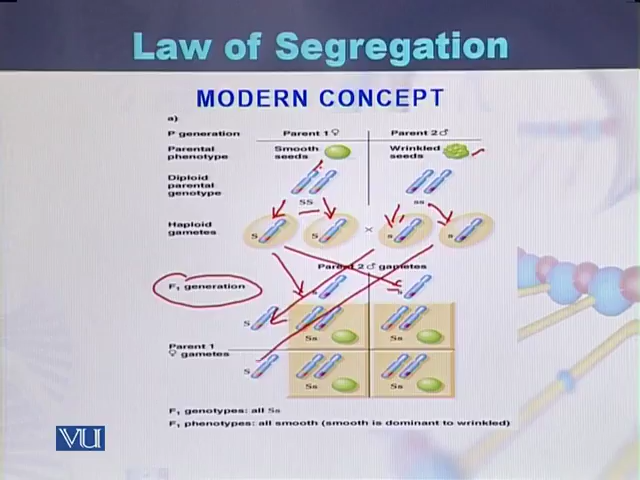 Law of Segregation
MODERN CONCEPT
a)
P generation Parent 1 ♀ Parent 2 ♂
Parental phenotype Smooth seeds Wrinkled seeds
Diploid parental genotype SS ss
Haploid gametes S S × s s
Parent 2 ♂ gametes
F₁ generation
S Ss Ss
Parent 1 ♀ gametes
S Ss Ss
F₁ genotypes: all Ss
F₁ phenotypes: all smooth (smooth is dominant to wrinkled)
VU